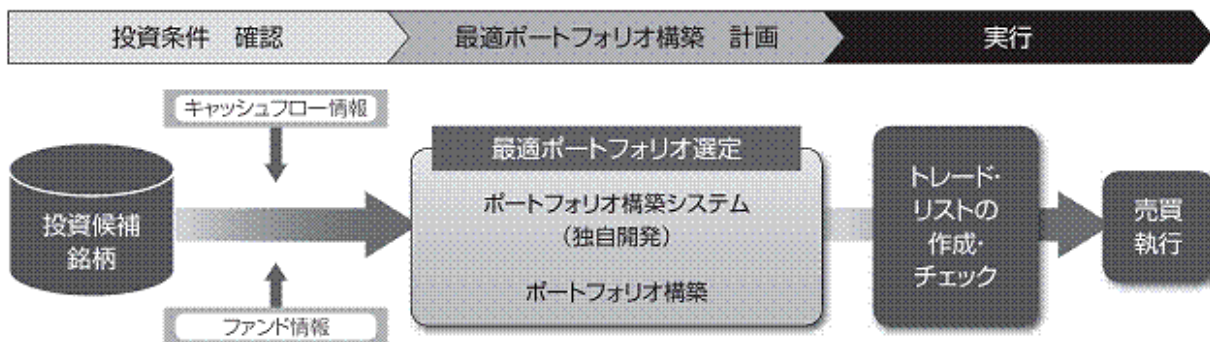 投資条件 確認
最適ポートフォリオ構築 計画
実行
キャッシュフロー情報
投資候補
銘柄
ファンド情報
最適ポートフォリオ選定
ポートフォリオ構築システム
（独自開発）
ポートフォリオ構築
トレード・
リストの
作成・
チェック
売買
執行